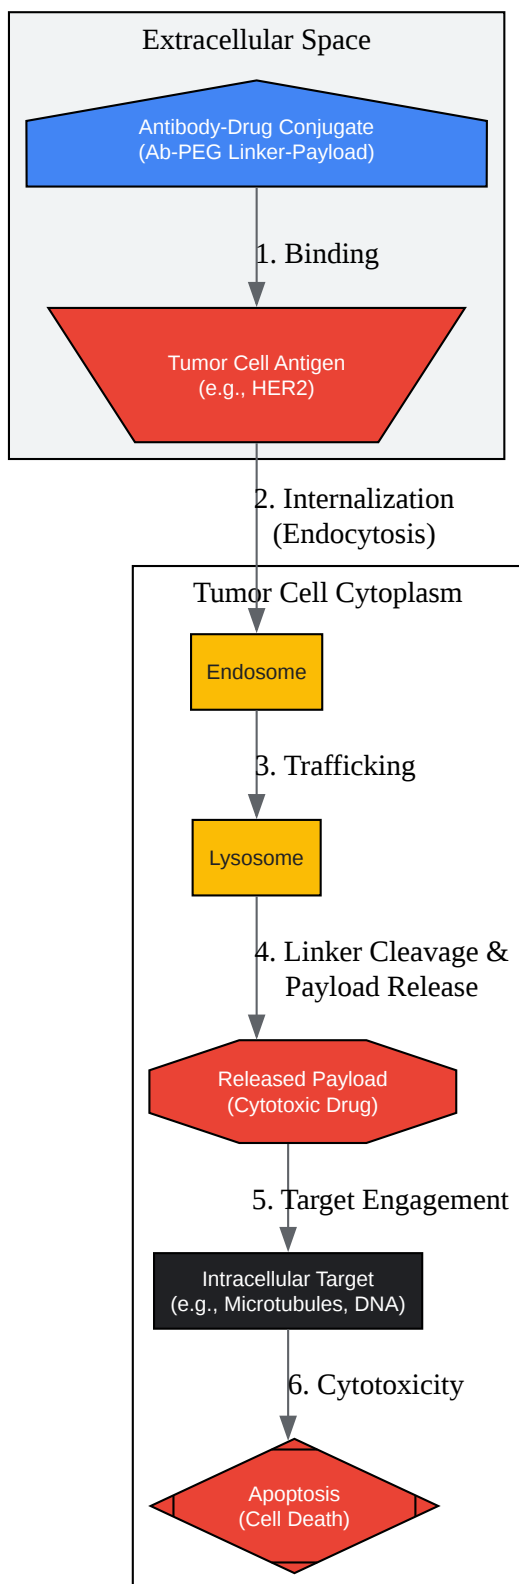 Extracellular Space
Antibody-Drug Conjugate
(Ab-PEG Linker-Payload)
1. Binding
Tumor Cell Antigen
(e.g., HER2)
2. Internalization
(Endocytosis)
Tumor Cell Cytoplasm
Endosome
3. Trafficking
Lysosome
4. Linker Cleavage &
Payload Release
Released Payload
(Cytotoxic Drug)
5. Target Engagement
Intracellular Target
(e.g., Microtubules, DNA)
6. Cytotoxicity
Apoptosis
(Cell Death)